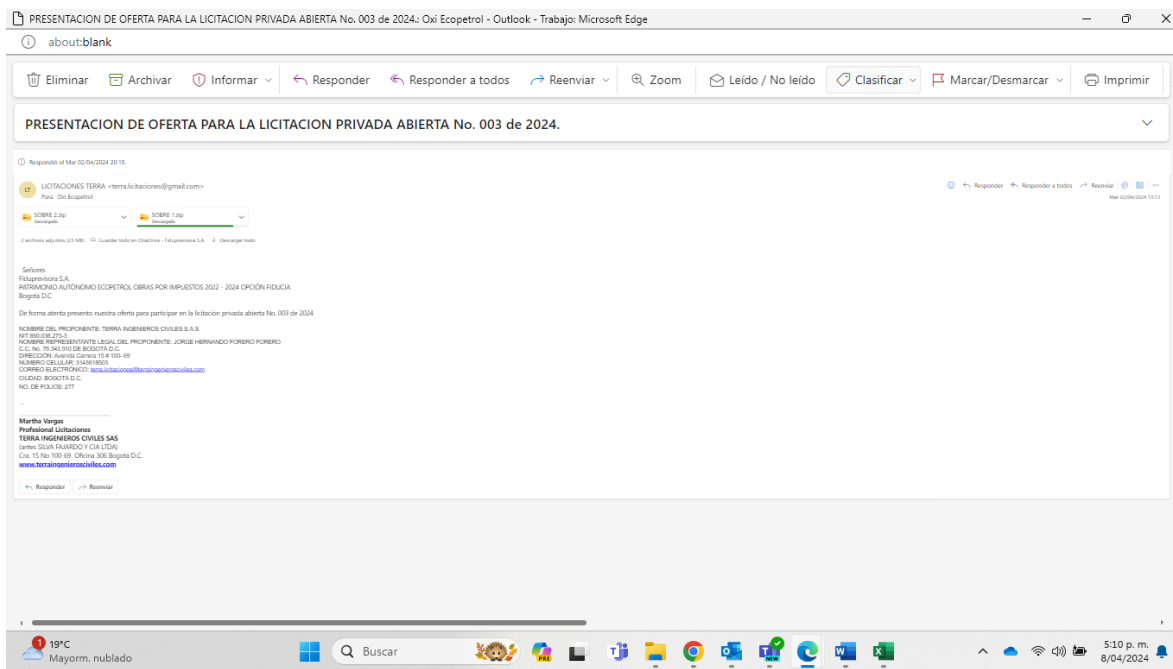 PRESENTACION DE OFERTA PARA LA LICITACION PRIVADA ABIERTA No. 003 de 2024.: Oxi Ecopetrol - Outlook - Trabajo: Microsoft Edge
about:blank
Eliminar Archivar Informar Responder Responder a todos Reenviar Zoom Leído / No leído Clasificar Marcar/Desmarcar Imprimir
PRESENTACION DE OFERTA PARA LA LICITACION PRIVADA ABIERTA No. 003 de 2024.
Respondió el Mar 02/04/2024 20:15.
LT
LICITACIONES TERRA <terra.licitaciones@gmail.com>
Para: Oxi Ecopetrol
Responder Responder a todos Reenviar
Mar 02/04/2024 13:13
SOBRE 2.zip
Descargado
SOBRE 1.zip
Descargado
2 archivos adjuntos (23 MB) Guardar todo en OneDrive - Fiduprevisora S.A. Descargar todo
Señores
Fiduprevisora S.A.
PATRIMONIO AUTÓNOMO ECOPETROL OBRAS POR IMPUESTOS 2022 - 2024 OPCIÓN FIDUCIA
Bogotá D.C
De forma atenta presento nuestra oferta para participar en la licitación privada abierta No. 003 de 2024
NOMBRE DEL PROPONENTE: TERRA INGENIEROS CIVILES S.A.S
NIT 860.038.275-3
NOMBRE REPRESENTANTE LEGAL DEL PROPONENTE: JORGE HERNANDO FORERO FORERO
C.C. No. 79.343.910 DE BOGOTÁ D.C.
DIRECCIÓN: Avenida Carrera 15 # 100- 69
NÚMERO CELULAR: 3143618503
CORREO ELECTRÓNICO: terra.licitaciones@terraingenierosciviles.com
CIUDAD: BOGOTÁ D.C.
NO. DE FOLIOS: 277
...
Martha Vargas
Profesional Licitaciones
TERRA INGENIEROS CIVILES SAS
(antes SILVA FAJARDO Y CIA LTDA)
Cra. 15 No 100-69 Oficina 306 Bogotá D.C.
www.terraingenierosciviles.com
Responder Reenviar
1
19°C
Mayorm. nublado
Buscar
PRE
NEW
5:10 p. m.
8/04/2024